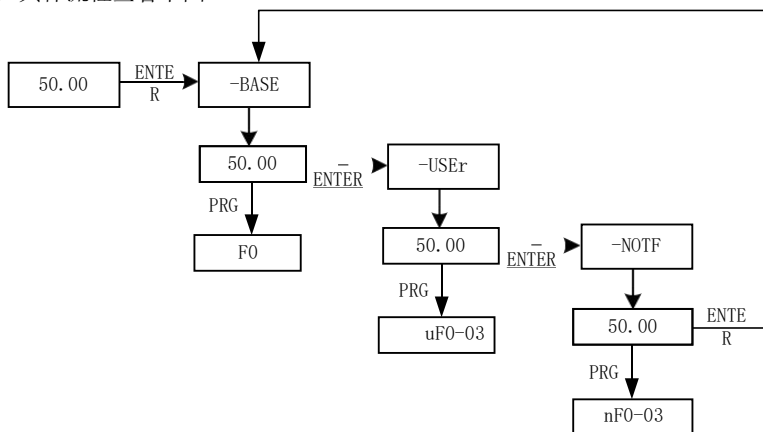 50.00
ENTE
R
-BASE
50.00
ENTER
-USEr
PRG
F0
50.00
ENTER
-NOTF
PRG
uF0-03
50.00
ENTE
R
PRG
nF0-03